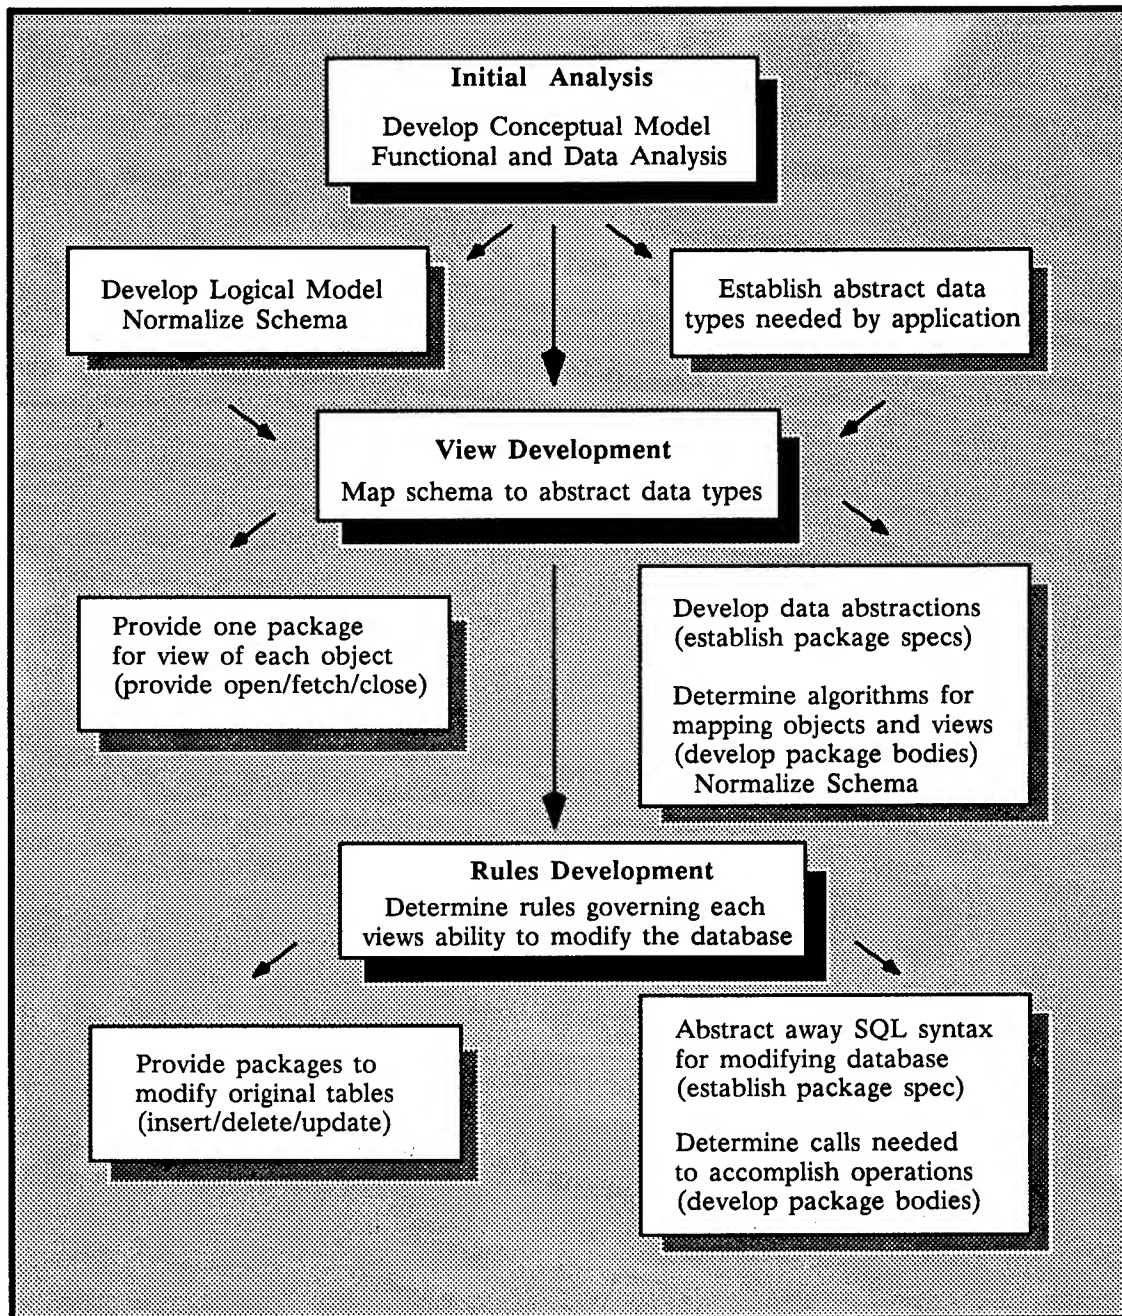 Initial Analysis
Develop Conceptual Model
Functional and Data Analysis
Develop Logical Model
Normalize Schema
Establish abstract data
types needed by application
View Development
Map schema to abstract data types
Provide one package
for view of each object
(provide open/fetch/close)
Develop data abstractions
(establish package specs)
Determine algorithms for
mapping objects and views
(develop package bodies)
Normalize Schema
Rules Development
Determine rules governing each
views ability to modify the database
Provide packages to
modify original tables
(insert/delete/update)
Abstract away SQL syntax
for modifying database
(establish package spec)
Determine calls needed
to accomplish operations
(develop package bodies)